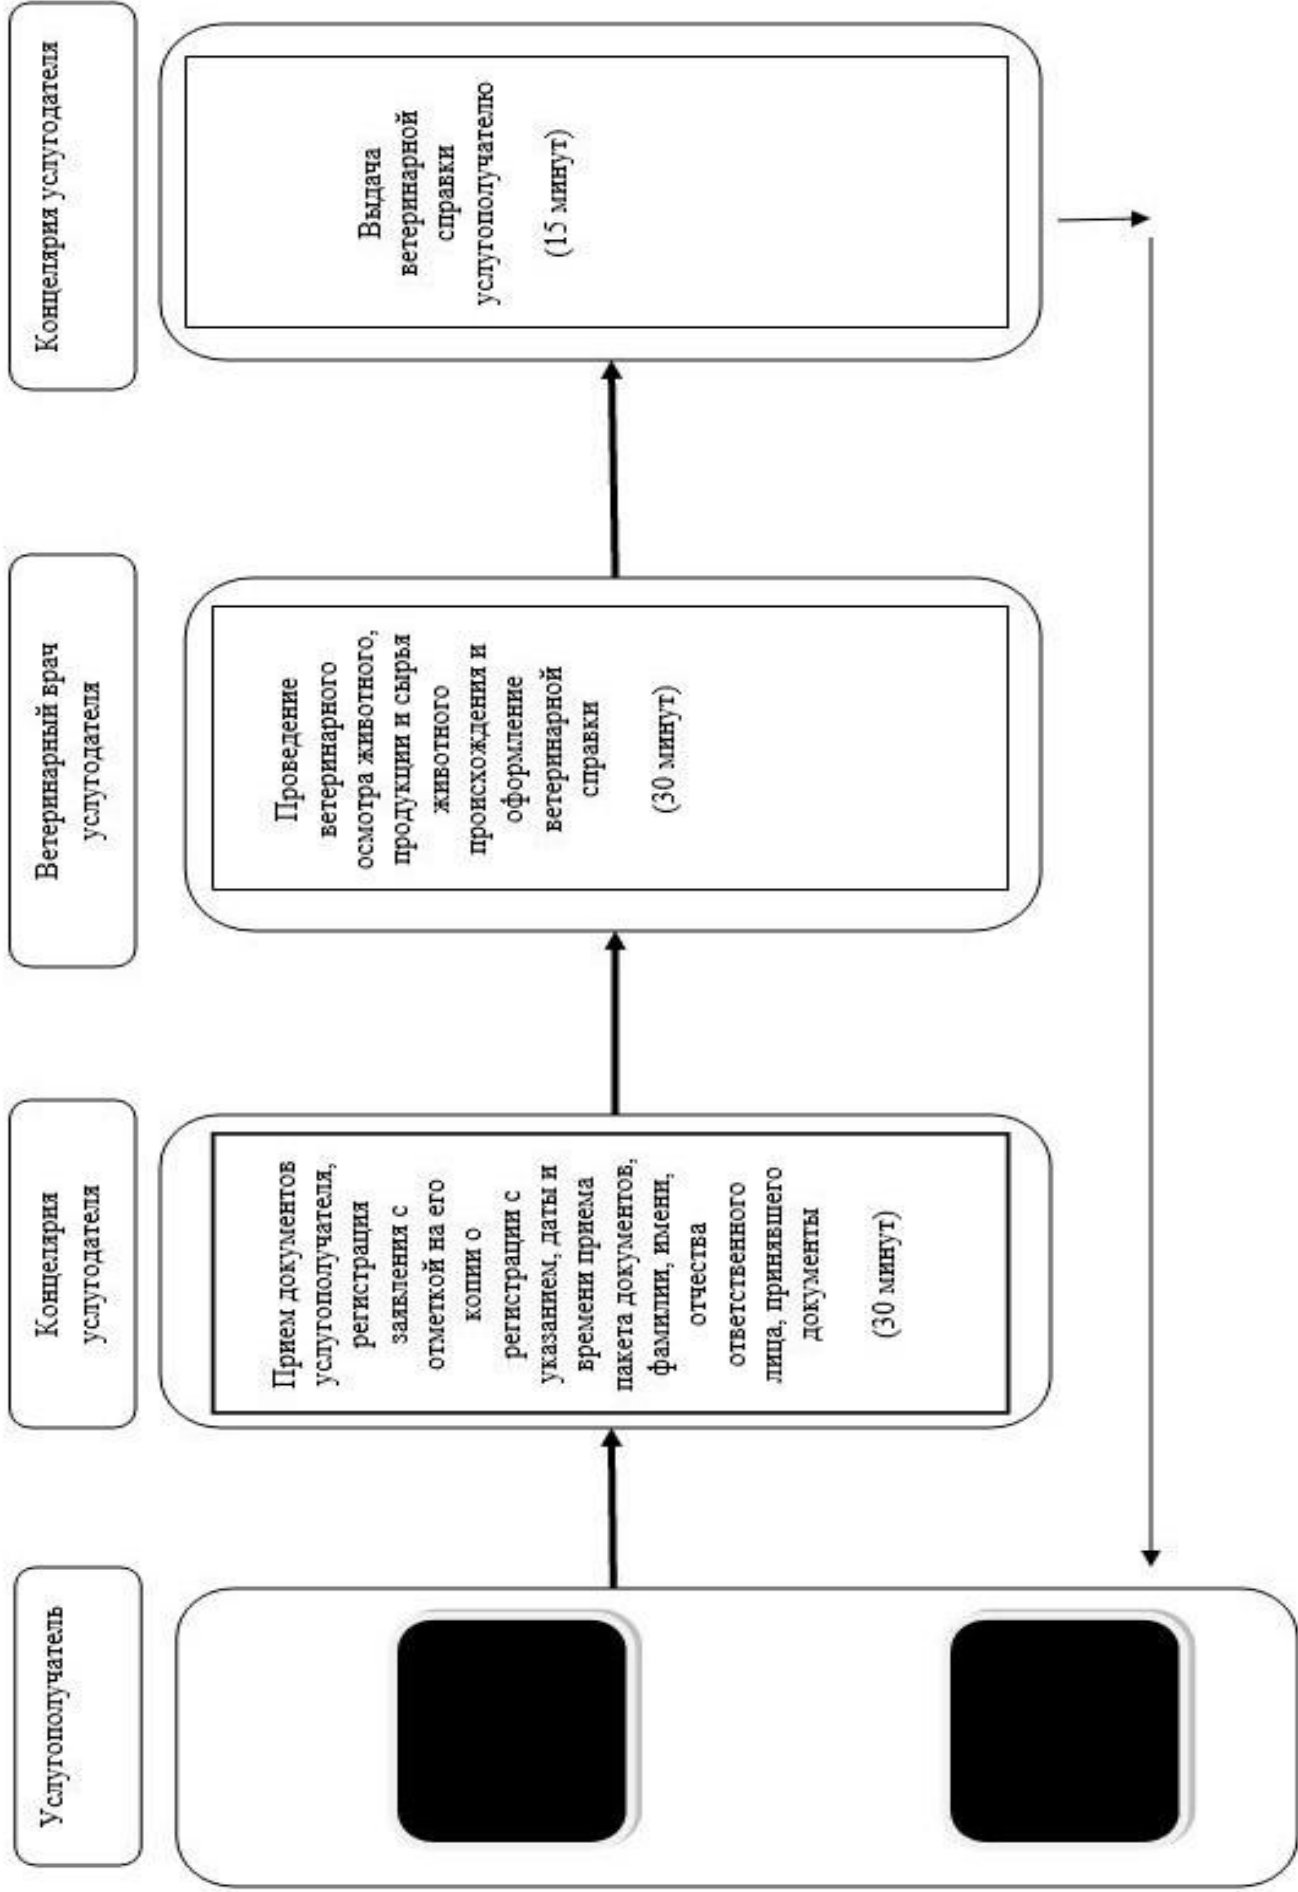 Услугополучатель
Концелярия
услугодателя
Ветеринарный врач
услугодателя
Концелярия услугодателя
Прием документов
услугополучателя,
регистрация
заявления с
отметкой на его
копии о
регистрации с
указанием, даты и
времени приема
пакета документов,
фамилии, имени,
отчества
ответственного
лица, принявшего
документы
(30 минут)
Проведение
ветеринарного
осмотра животного,
продукции и сырья
животного
происхождения и
оформление
ветеринарной
справки
(30 минут)
Выдача
ветеринарной
справки
услугополучателю
(15 минут)